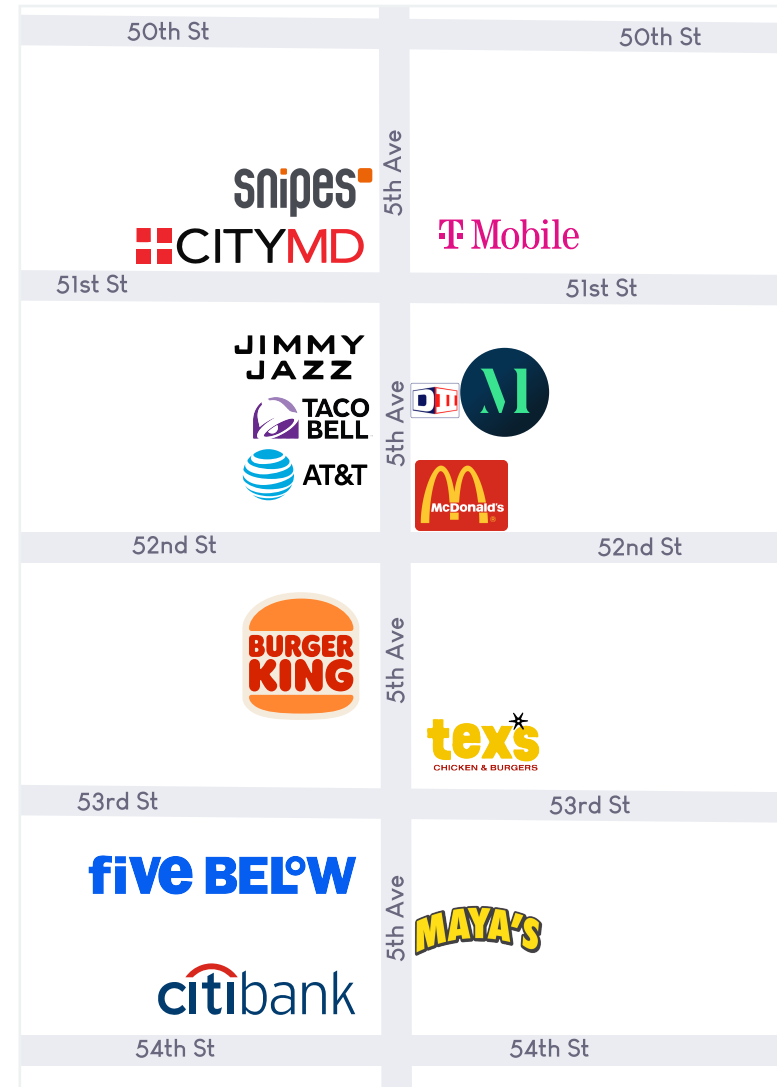 50th St
50th St
5th Ave
snipes
CITYMD
T Mobile
51st St
51st St
JIMMY
JAZZ
TACO
BELL
AT&T
5th Ave
M
McDonald's
52nd St
52nd St
BURGER
KING
5th Ave
texs
CHICKEN & BURGERS
53rd St
53rd St
five BELOW
5th Ave
MAYA'S
citibank
54th St
54th St